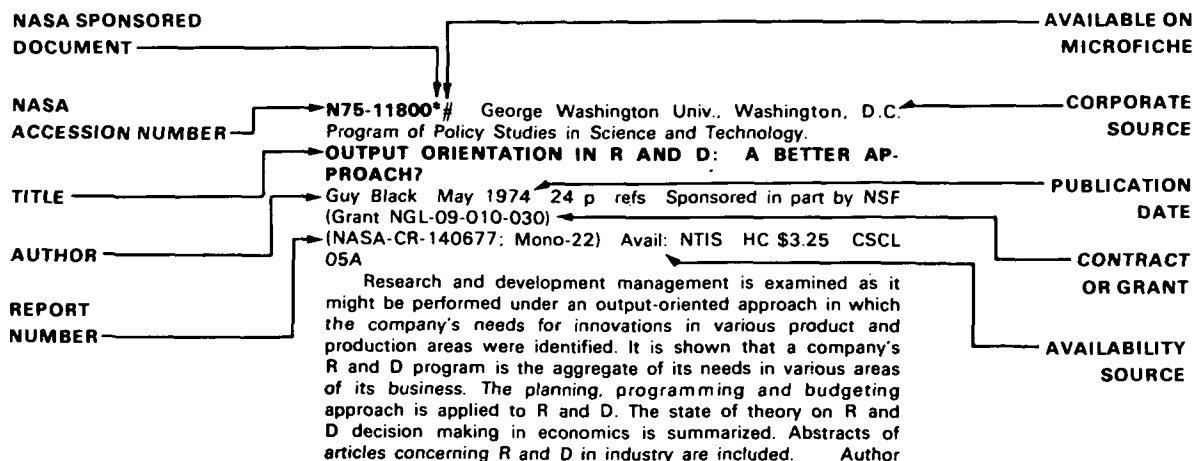 NASA SPONSORED
DOCUMENT
NASA
ACCESSION NUMBER
TITLE
AUTHOR
REPORT
NUMBER
N75-11800*# George Washington Univ., Washington, D.C.
Program of Policy Studies in Science and Technology.
OUTPUT ORIENTATION IN R AND D: A BETTER AP-
PROACH?
Guy Black May 1974 24 p refs Sponsored in part by NSF
(Grant NGL-09-010-030)
(NASA-CR-140677; Mono-22) Avail: NTIS HC $3.25 CSCL
05A
Research and development management is examined as it
might be performed under an output-oriented approach in which
the company's needs for innovations in various product and
production areas were identified. It is shown that a company's
R and D program is the aggregate of its needs in various areas
of its business. The planning, programming and budgeting
approach is applied to R and D. The state of theory on R and
D decision making in economics is summarized. Abstracts of
articles concerning R and D in industry are included. Author
AVAILABLE ON
MICROFICHE
CORPORATE
SOURCE
PUBLICATION
DATE
CONTRACT
OR GRANT
AVAILABILITY
SOURCE